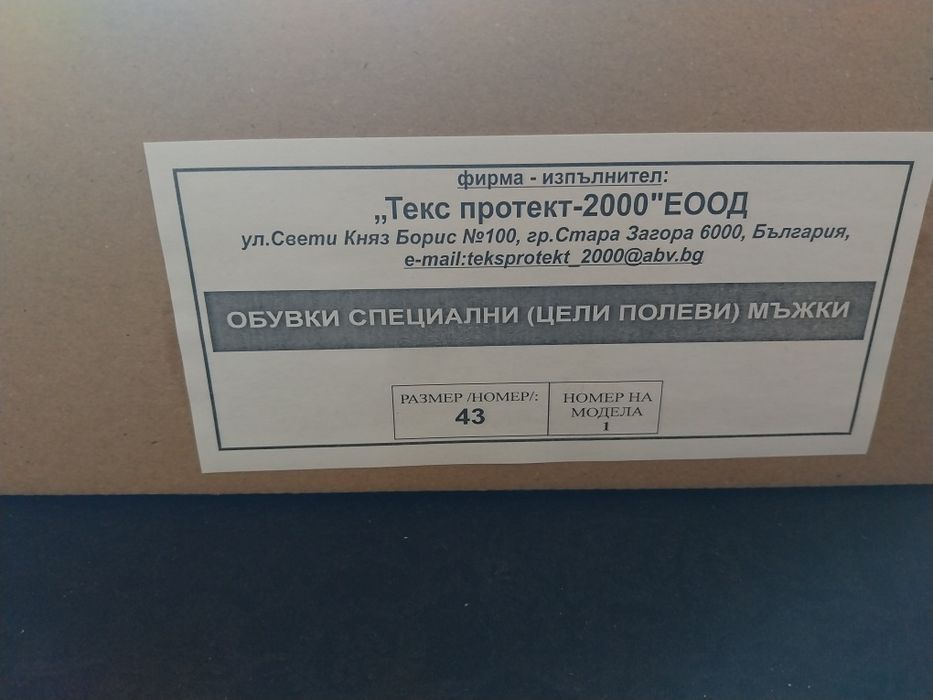 фирма - изпълнител:
„Текс протект-2000"ЕООД
ул.Свети Княз Борис №100, гр.Стара Загора 6000, България,
e-mail:teksprotekt_2000@abv.bg
ОБУВКИ СПЕЦИАЛНИ (ЦЕЛИ ПОЛЕВИ) МЪЖКИ
РАЗМЕР /НОМЕР/:
43
НОМЕР НА
МОДЕЛА
1